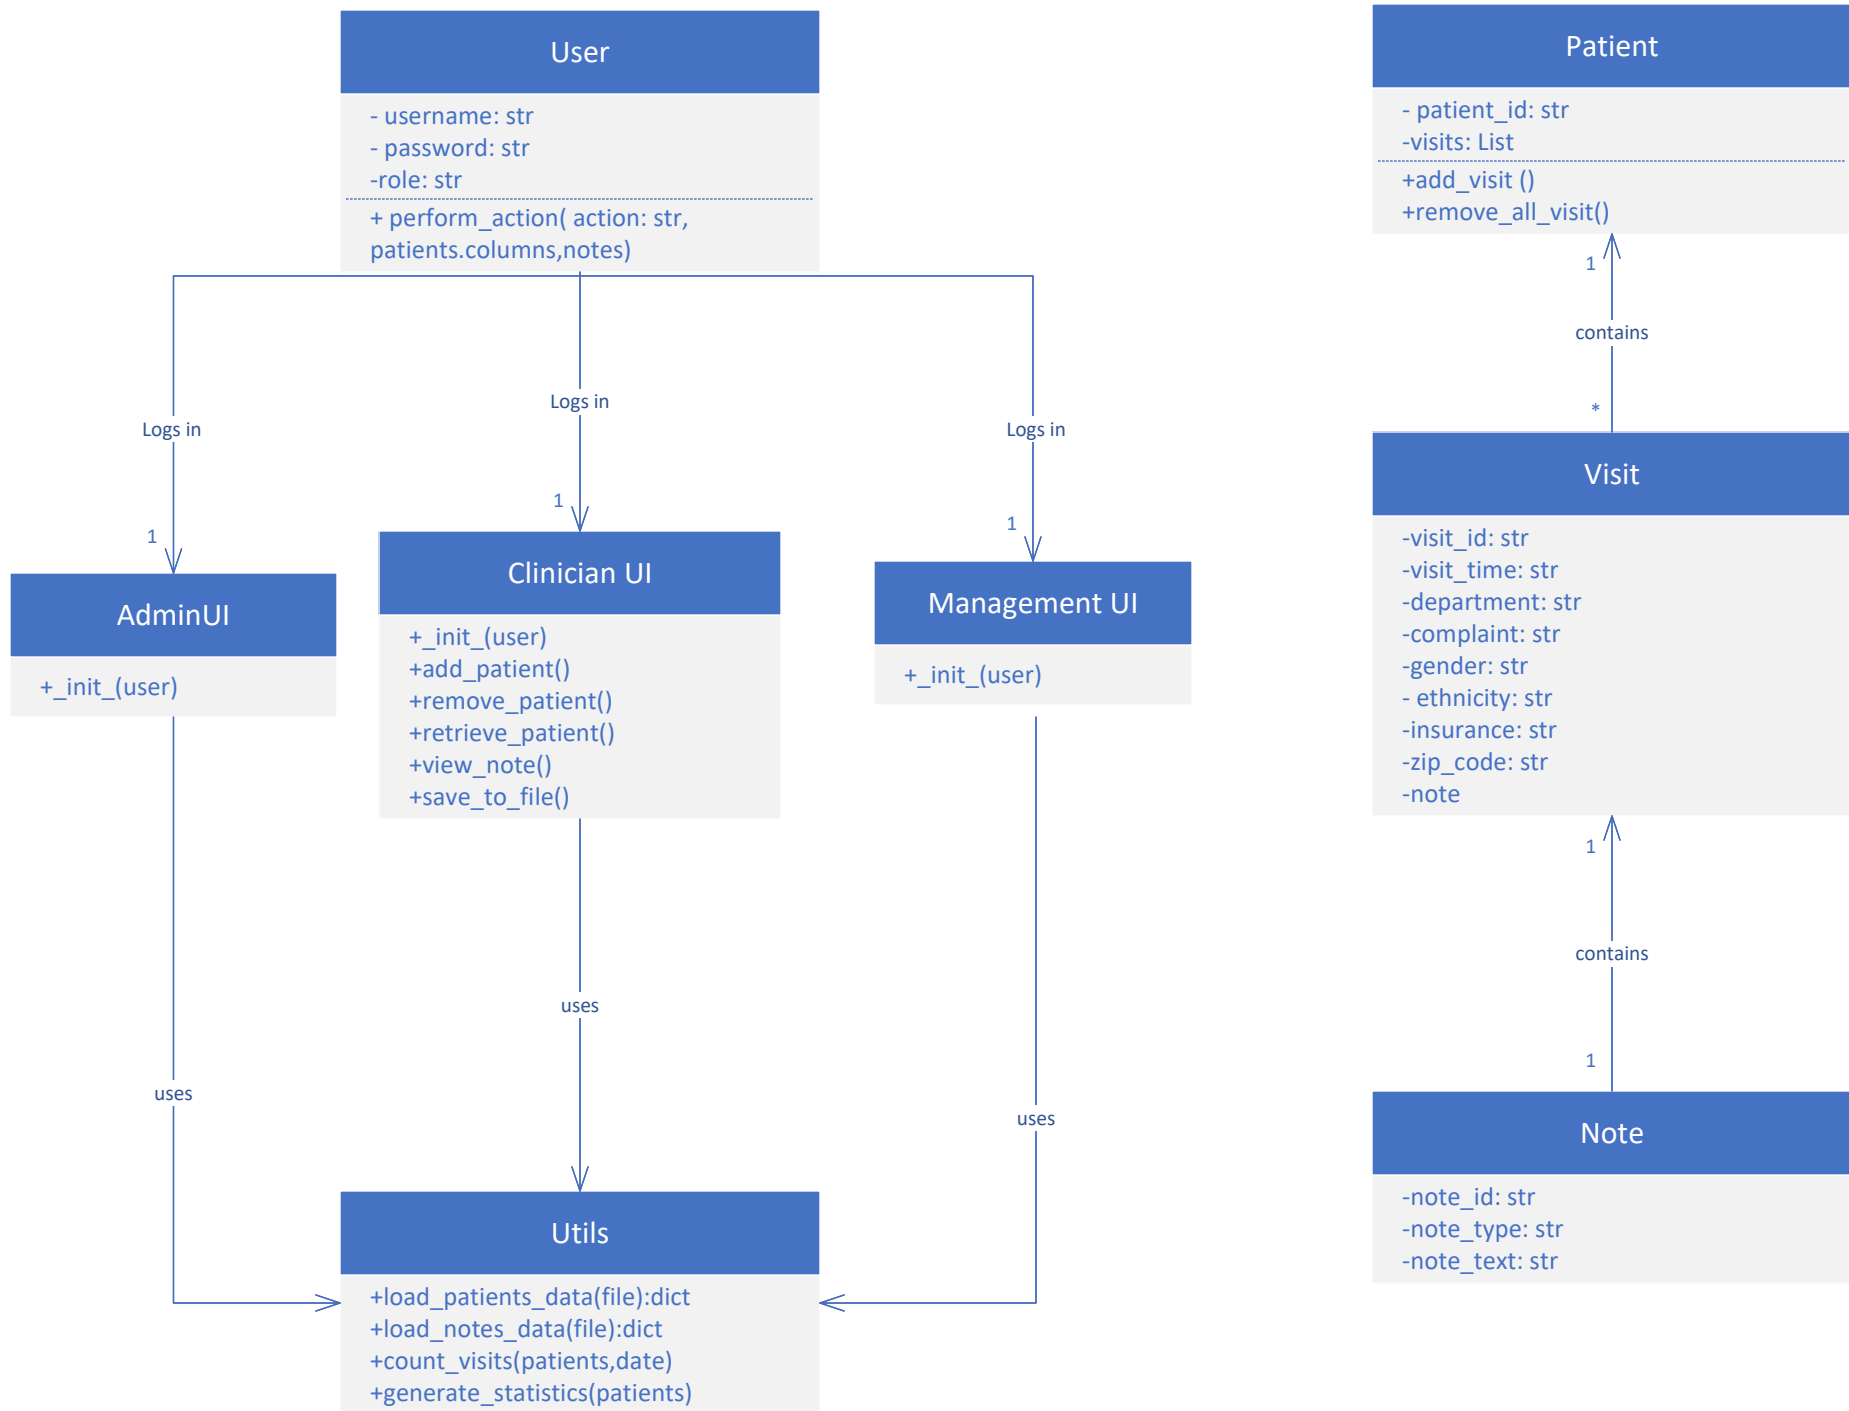 User
- username: str
- password: str
-role: str
+ perform_action( action: str,
patients.columns,notes)
Logs in
1
Logs in
1
Logs in
1
AdminUI
+_init_(user)
Clinician UI
+_init_(user)
+add_patient()
+remove_patient()
+retrieve_patient()
+view_note()
+save_to_file()
Management UI
+_init_(user)
uses
uses
uses
Utils
+load_patients_data(file):dict
+load_notes_data(file):dict
+count_visits(patients,date)
+generate_statistics(patients)
Patient
- patient_id: str
-visits: List
+add_visit ()
+remove_all_visit()
1
contains
*
Visit
-visit_id: str
-visit_time: str
-department: str
-complaint: str
-gender: str
- ethnicity: str
-insurance: str
-zip_code: str
-note
1
contains
1
Note
-note_id: str
-note_type: str
-note_text: str